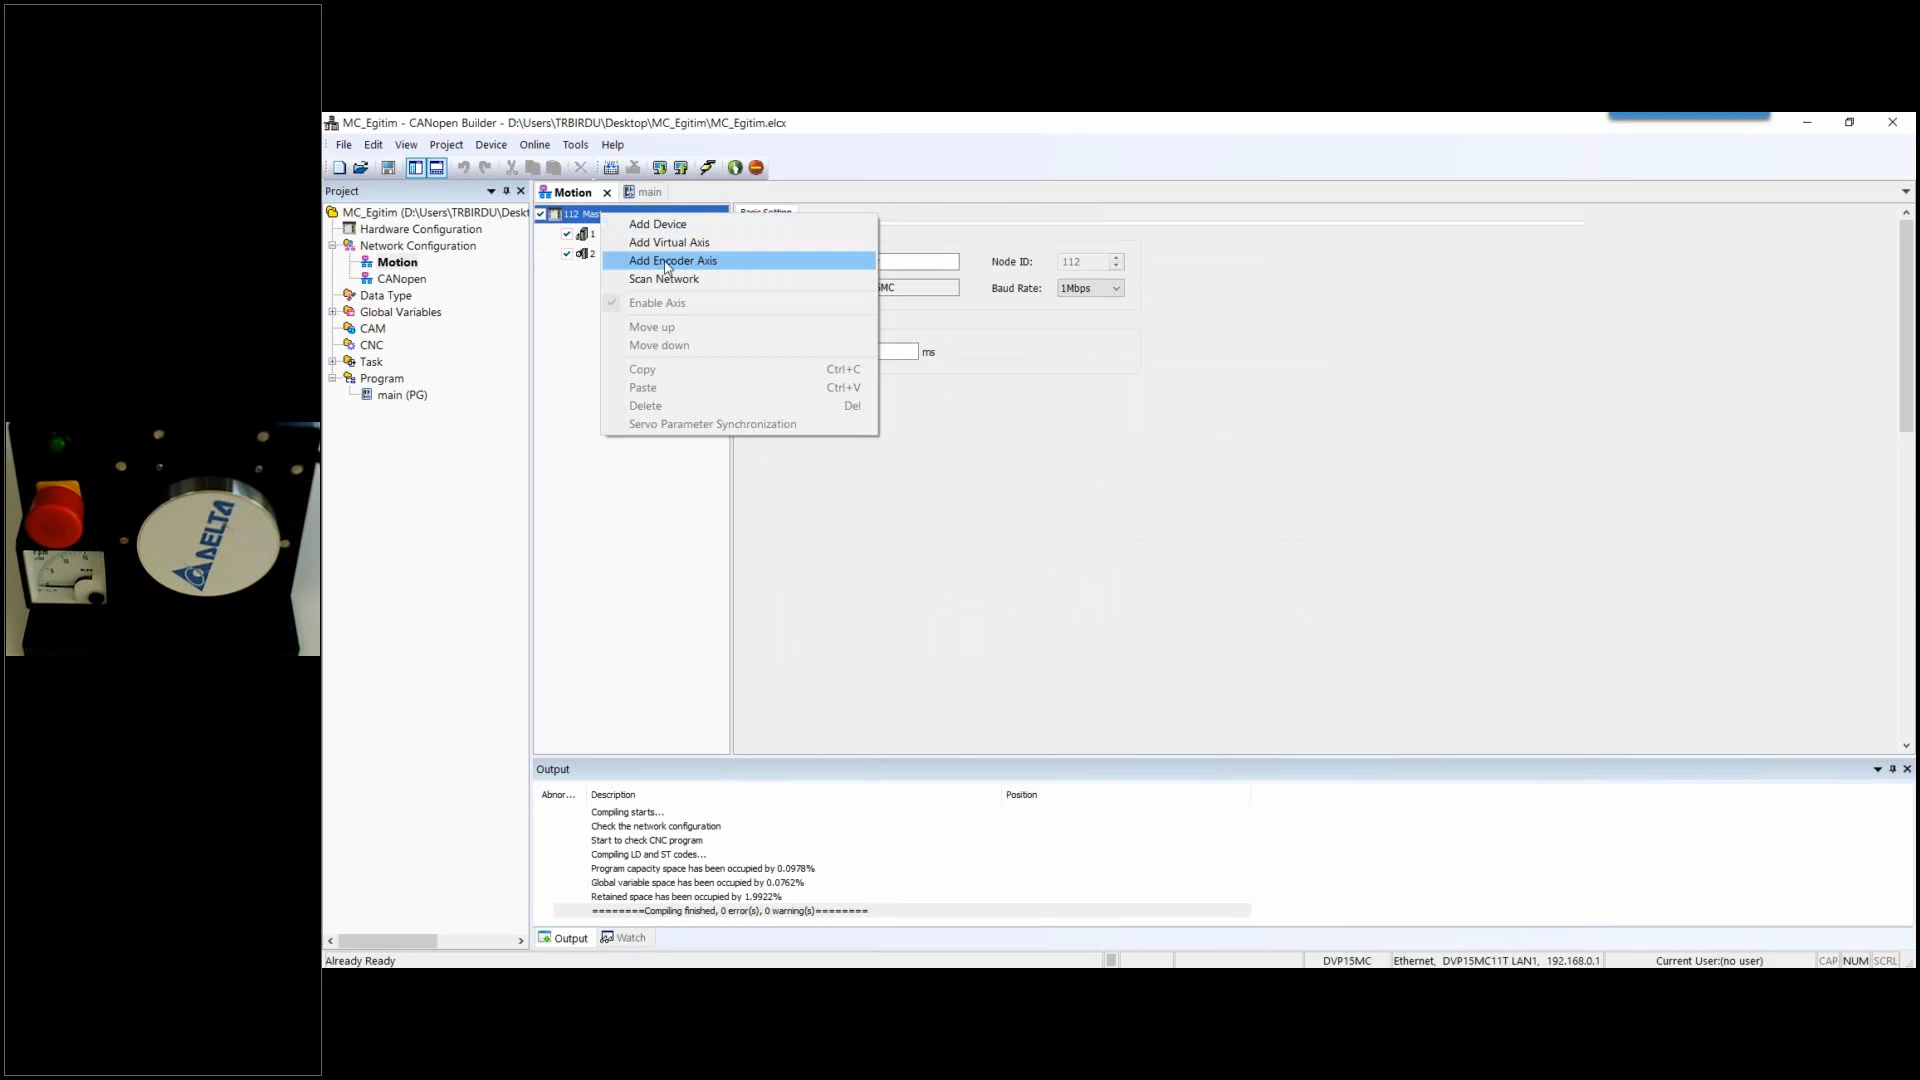 MC_Egitim - CANopen Builder - D:\Users\TRBIRDU\Desktop\MC_Egitim\MC_Egitim.elcx
File Edit View Project Device Online Tools Help
Project
MC_Egitim (D:\Users\TRBIRDU\Deskt
Hardware Configuration
Network Configuration
Motion
CANopen
Data Type
Global Variables
CAM
CNC
Task
Program
main (PG)
Motion
main
112 Mast
1
2
Basic Setting
Add Device
Add Virtual Axis
Add Encoder Axis
Scan Network
Enable Axis
Move up
Move down
Copy Ctrl+C
Paste Ctrl+V
Delete Del
Servo Parameter Synchronization
Node ID: 112
Baud Rate: 1Mbps
ms
Output
Abnor... Description Position
Compiling starts...
Check the network configuration
Start to check CNC program
Compiling LD and ST codes...
Program capacity space has been occupied by 0.0978%
Global variable space has been occupied by 0.0762%
Retained space has been occupied by 1.9922%
========Compiling finished, 0 error(s), 0 warning(s)========
Output Watch
Already Ready
DVP15MC
Ethernet, DVP15MC11T LAN1, 192.168.0.1
Current User:(no user)
CAP NUM SCRL
DELTA